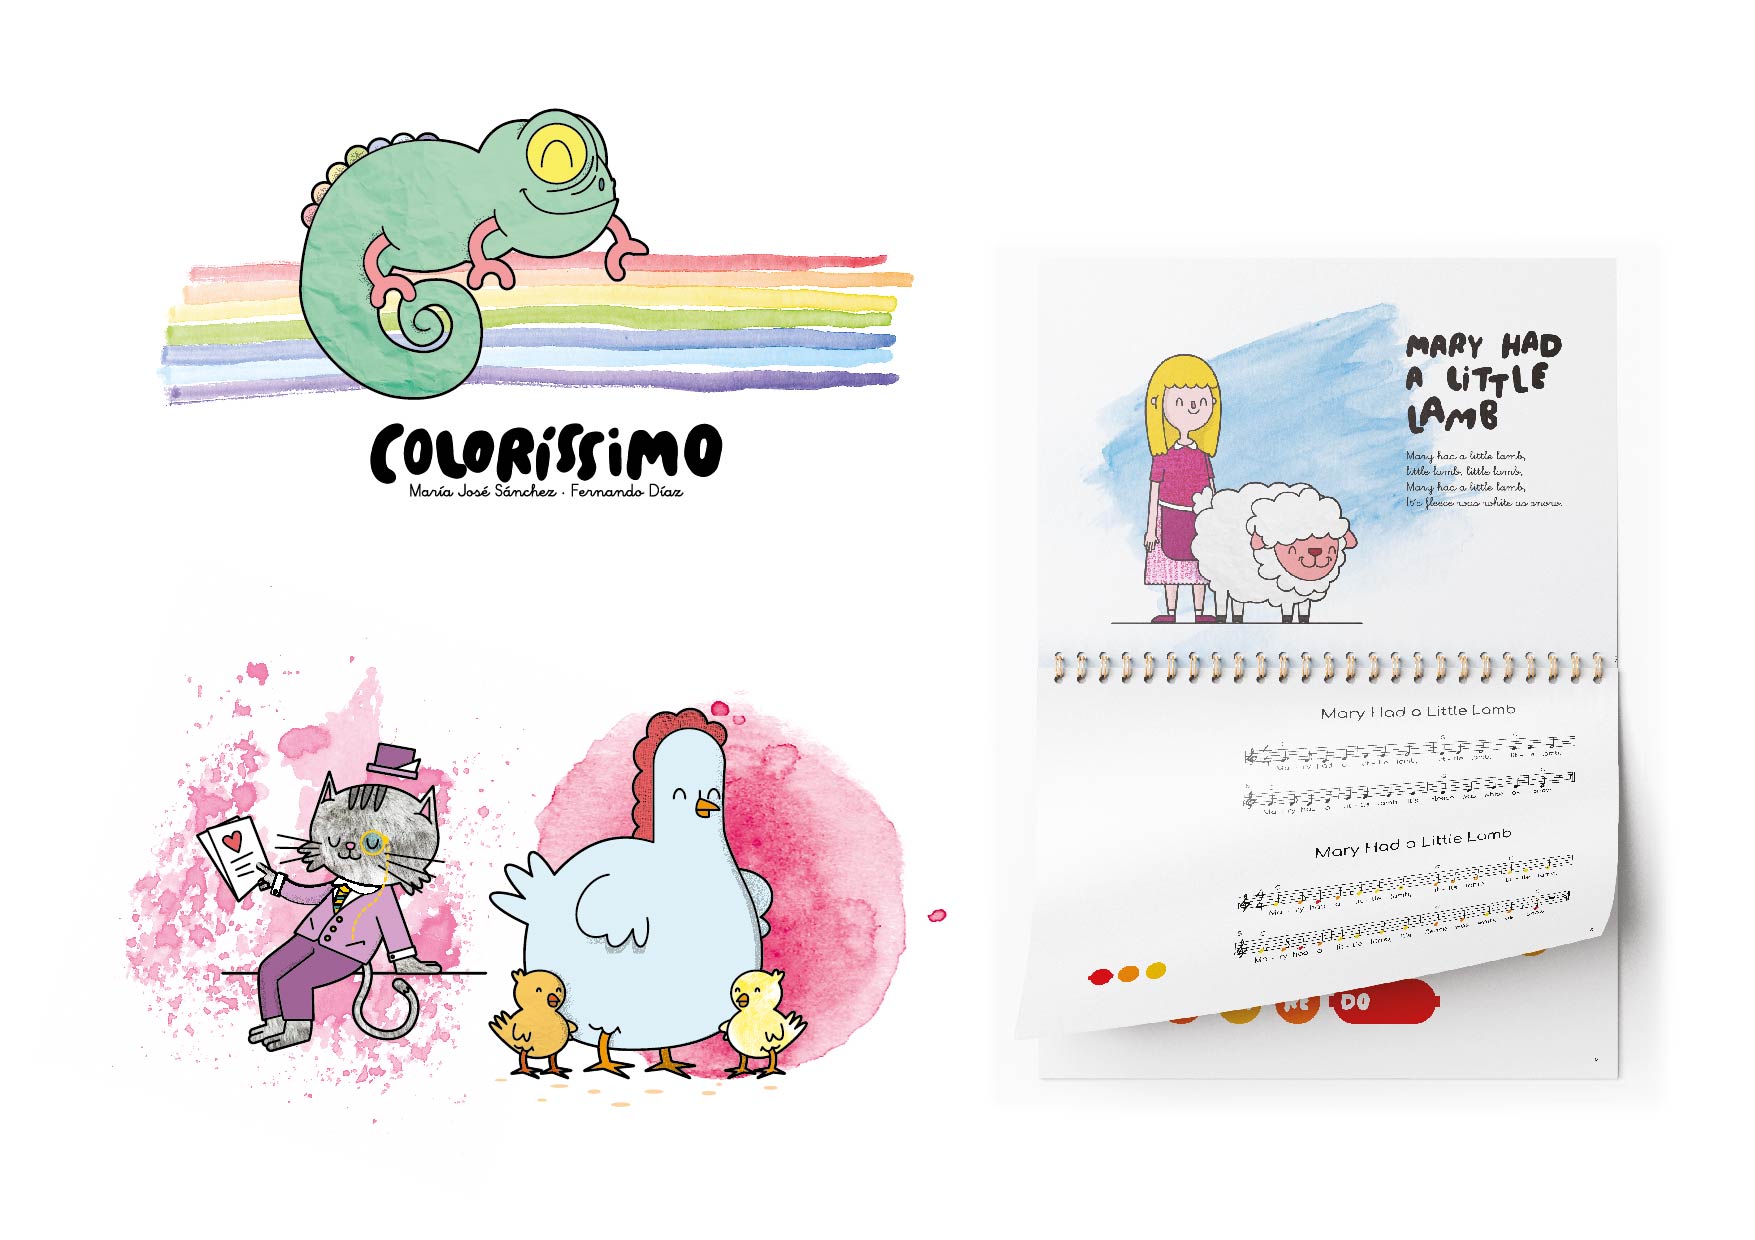 COLORÍSSIMO
María José Sánchez · Fernando Díaz
MARY HAD
A LITTLE
LAMB
Mary had a little lamb,
little lamb, little lamb,
Mary had a little lamb,
It's fleece was white as snow.
Mary Had a Little Lamb
Mary Had a Little Lamb
RE DO